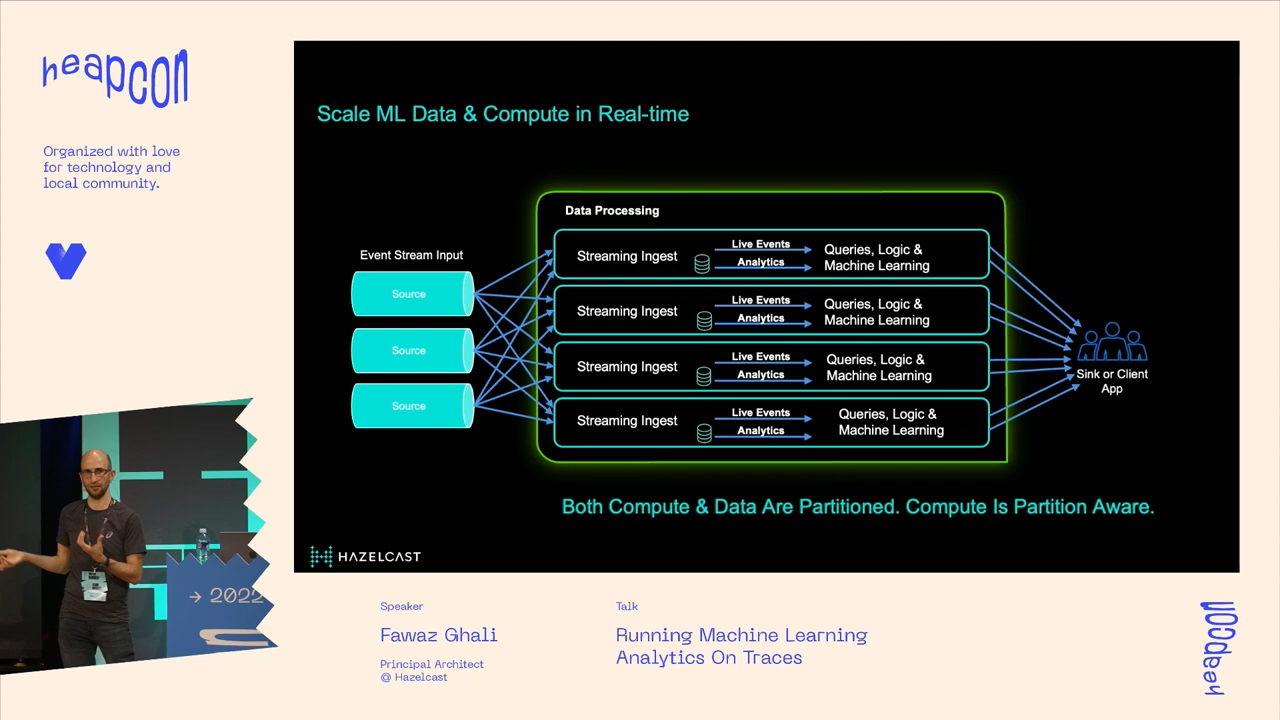 heapcon
Organized with love
for technology and
local community.
Scale ML Data & Compute in Real-time
Event Stream Input
Source
Source
Source
Data Processing
Streaming Ingest
Live Events
Analytics
Queries, Logic &
Machine Learning
Streaming Ingest
Live Events
Analytics
Queries, Logic &
Machine Learning
Streaming Ingest
Live Events
Analytics
Queries, Logic &
Machine Learning
Streaming Ingest
Live Events
Analytics
Queries, Logic &
Machine Learning
Sink or Client
App
Both Compute & Data Are Partitioned. Compute Is Partition Aware.
HAZELCAST
→ 2022
Speaker
Fawaz Ghali
Principal Architect
@ Hazelcast
Talk
Running Machine Learning
Analytics On Traces
heapcon